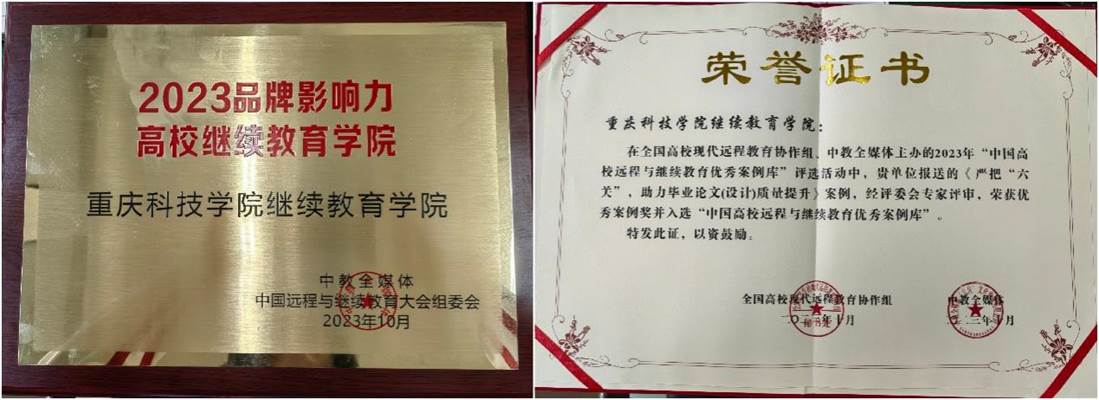 2023品牌影响力
高校继续教育学院
重庆科技学院继续教育学院
中教全媒体
中国远程与继续教育大会组委会
2023年10月
荣誉证书
重庆科技学院继续教育学院：
在全国高校现代远程教育协作组、中教全媒体主办的2023年“中国高
校远程与继续教育优秀案例库”评选活动中，贵单位报送的《严把“六
关”，助力毕业论文(设计)质量提升》案例，经评委会专家评审，荣获优
秀案例奖并入选“中国高校远程与继续教育优秀案例库”。
特发此证，以资鼓励。
全国高校现代远程教育协作组
中教全媒体